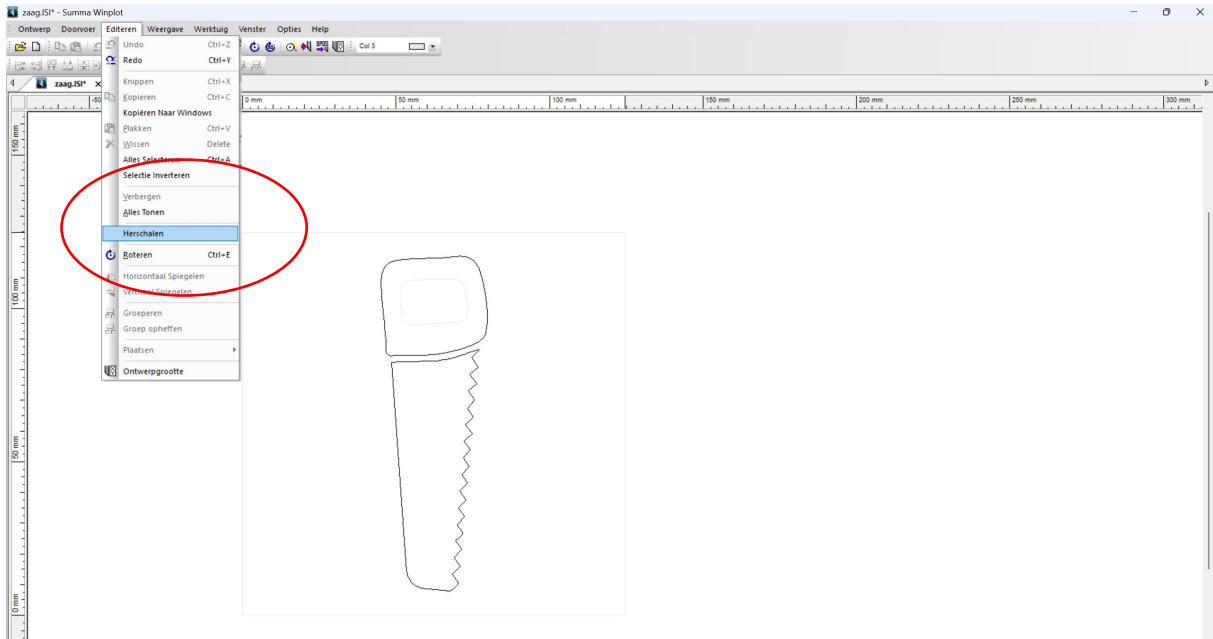 zaag.ISI* - Summa Winplot
Ontwerp Doorvoer Editeren Weergave Werktuig Venster Opties Help
Col 3
zaag.ISI* x
Undo Ctrl+Z
Redo Ctrl+Y
Knippen Ctrl+X
Kopieren Ctrl+C
Kopiëren Naar Windows
Plakken Ctrl+V
Wissen Delete
Alles Selecteren Ctrl+A
Selectie Inverteren
Verbergen
Alles Tonen
Herschalen
Roteren Ctrl+E
Horizontaal Spiegelen
Verticaal Spiegelen
Groeperen
Groep opheffen
Plaatsen
Ontwerpgrootte
-50 0 mm 50 mm 100 mm 150 mm 200 mm 250 mm 300 mm
150 mm
100 mm
50 mm
0 mm